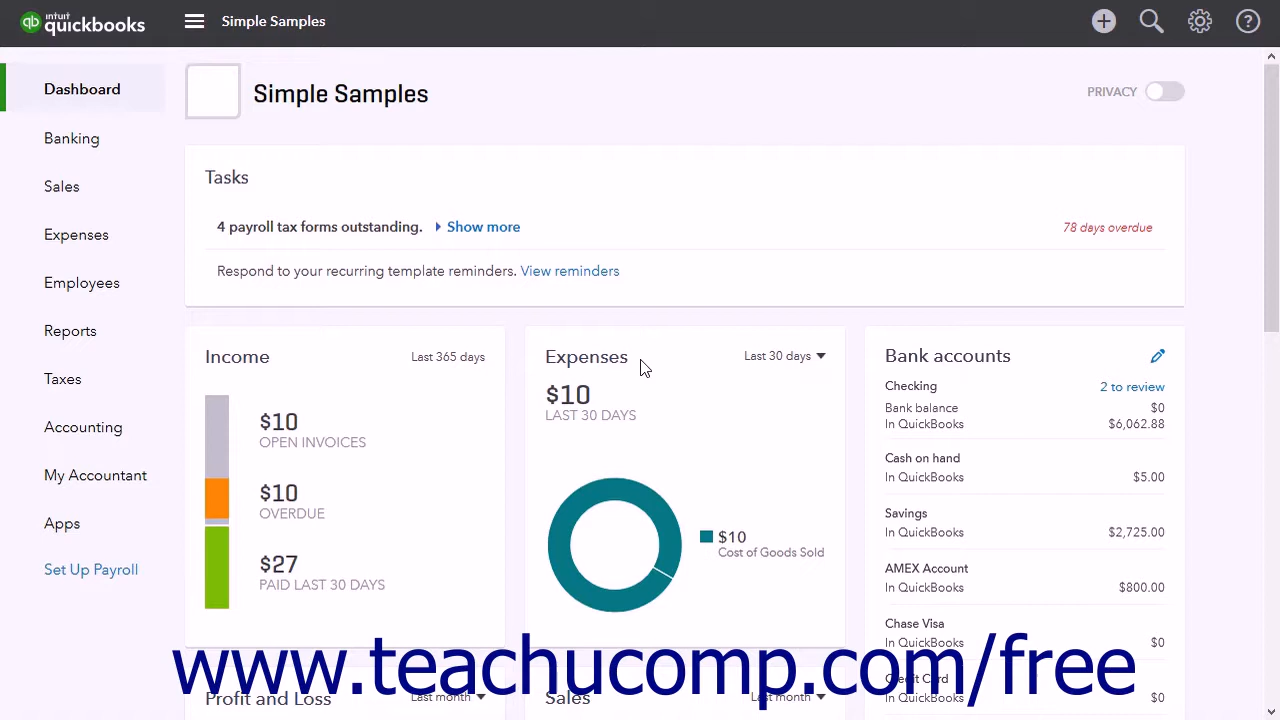 intuit
quickbooks
Simple Samples
Dashboard
Banking
Sales
Expenses
Employees
Reports
Taxes
Accounting
My Accountant
Apps
Set Up Payroll
Simple Samples
PRIVACY
Tasks
4 payroll tax forms outstanding. Show more 78 days overdue
Respond to your recurring template reminders. View reminders
Income Last 365 days
$10
OPEN INVOICES
$10
OVERDUE
$27
PAID LAST 30 DAYS
Expenses Last 30 days
$10
LAST 30 DAYS
$10
Cost of Goods Sold
Bank accounts
Checking 2 to review
Bank balance $0
In QuickBooks $6,062.88
Cash on hand
In QuickBooks $5.00
Savings
In QuickBooks $2,725.00
AMEX Account
In QuickBooks $800.00
Chase Visa
In QuickBooks $0
Credit Card
In QuickBooks $0
Profit and Loss Last month
Sales Last month
www.teachucomp.com/free